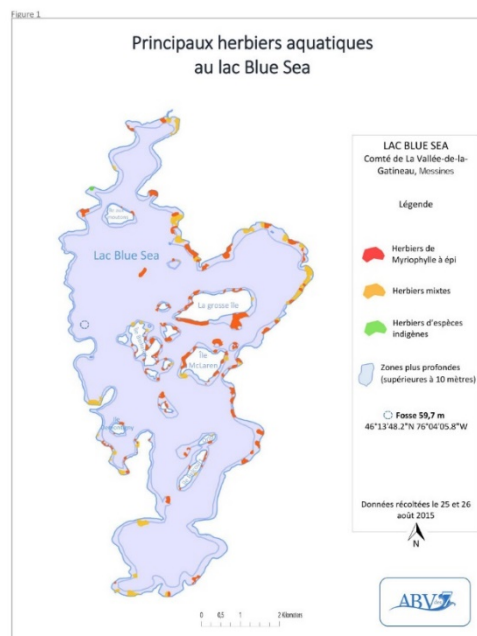 Figure 1
Principaux herbiers aquatiques
au lac Blue Sea
LAC BLUE SEA
Comté de La Vallée-de-la-
Gatineau, Messines
Légende
Herbiers de
Myriophylle à épi
Herbiers mixtes
Herbiers d'espèces
indigènes
Zones plus profondes
(supérieures à 10 mètres)
Fosse 59,7 m
46°13'48.2"N 76°04'05.8"W
Données récoltées le 25 et 26
août 2015
N
ABV7
Lac Blue Sea
La grosse île
Île
McLaren
0 0,5 1 2 Kilomètres